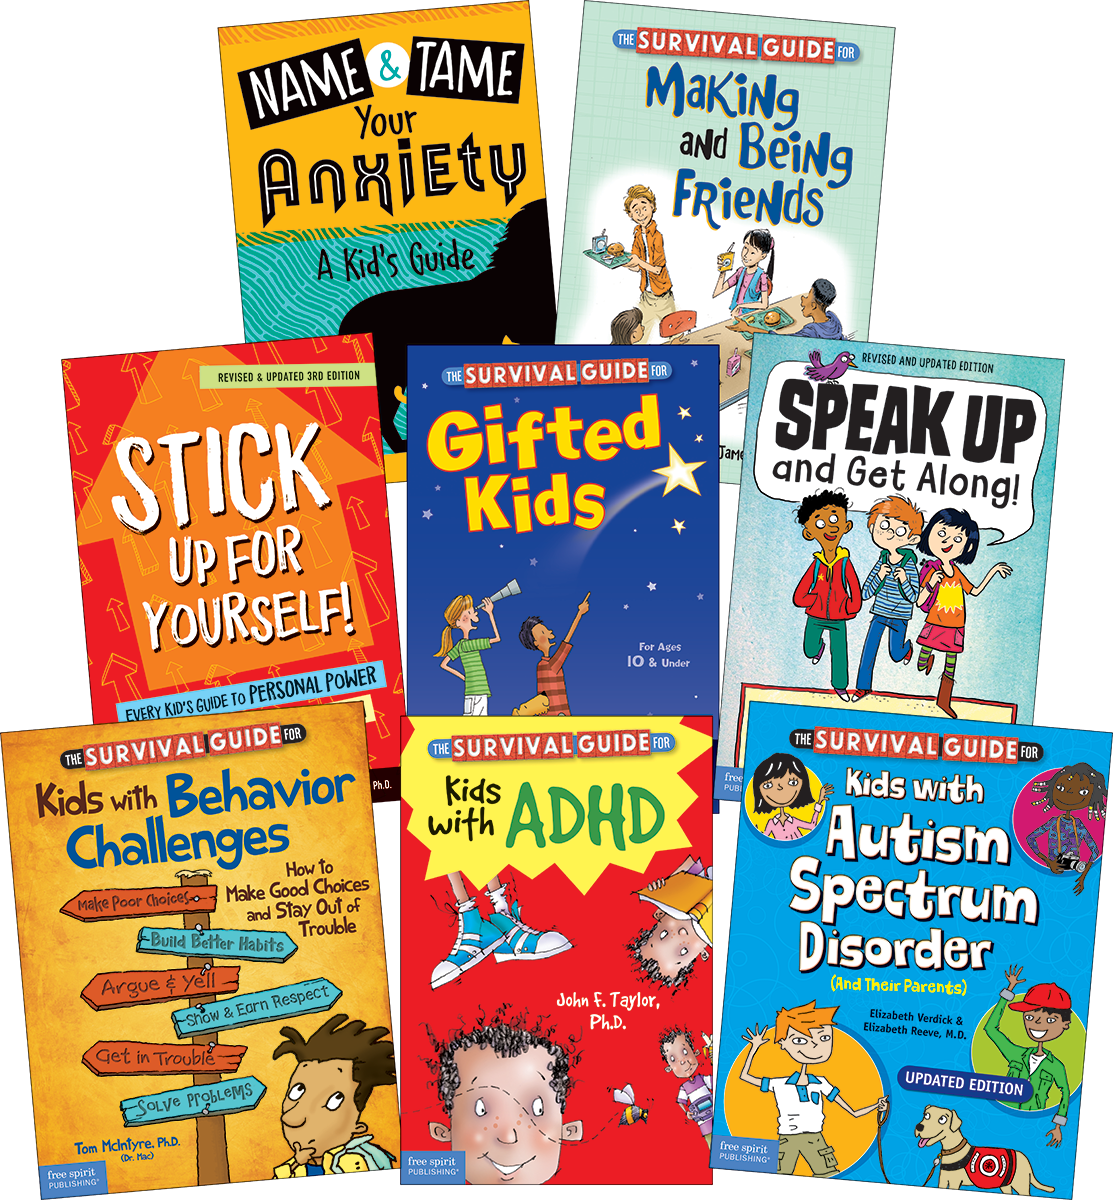 NAME & TAME
Your
Anxiety
A Kid's Guide
THE SURVIVAL GUIDE FOR
Making
and Being
Friends
Jame
REVISED & UPDATED 3RD EDITION
STICK
UP FOR
YOURSELF!
EVERY KID'S GUIDE TO PERSONAL POWER
Ph.D.
THE SURVIVAL GUIDE FOR
Gifted
Kids
For Ages
10 & Under
REVISED AND UPDATED EDITION
SPEAK UP
and Get Along!
free
PUBL
THE SURVIVAL GUIDE FOR
Kids with Behavior
Challenges
How to
Make Good Choices
and Stay Out of
Trouble
Make Poor Choices
Build Better Habits
Argue & Yell
Show & Earn Respect
Get in Trouble
Solve Problems
Tom McIntyre, Ph.D.
(Dr. Mac)
free spirit
PUBLISHING®
THE SURVIVAL GUIDE FOR
Kids
with ADHD
John F. Taylor,
Ph.D.
free spirit
PUBLISHING®
THE SURVIVAL GUIDE FOR
Kids with
Autism
Spectrum
Disorder
(And Their Parents)
Elizabeth Verdick &
Elizabeth Reeve, M.D.
UPDATED EDITION
free spirit
PUBLISHING®